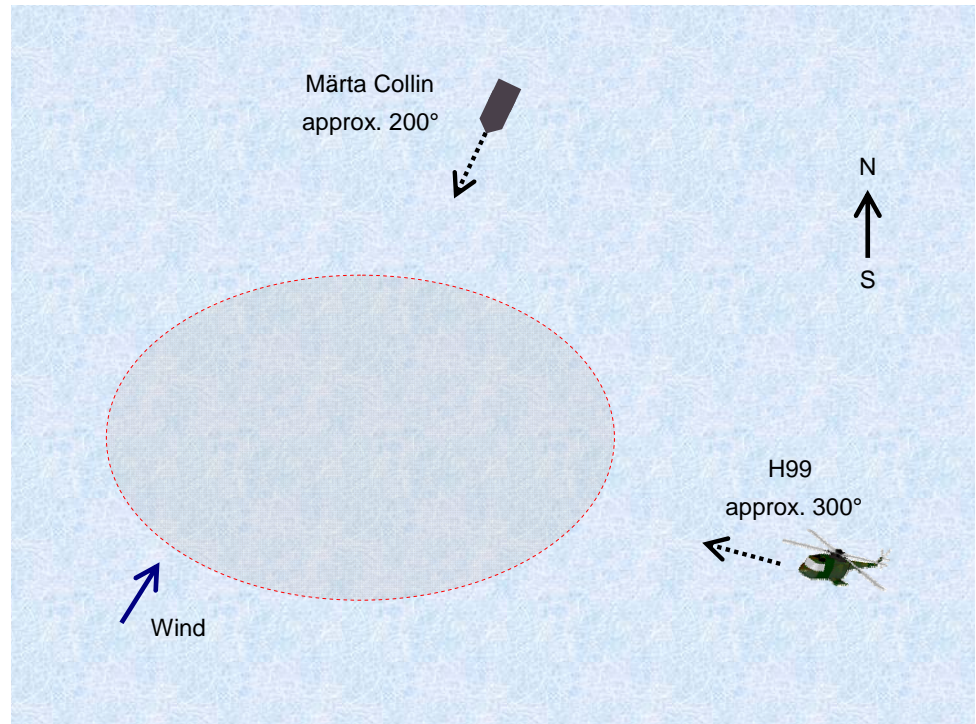 Märta Collin
approx. 200°
N
S
H99
approx. 300°
Wind